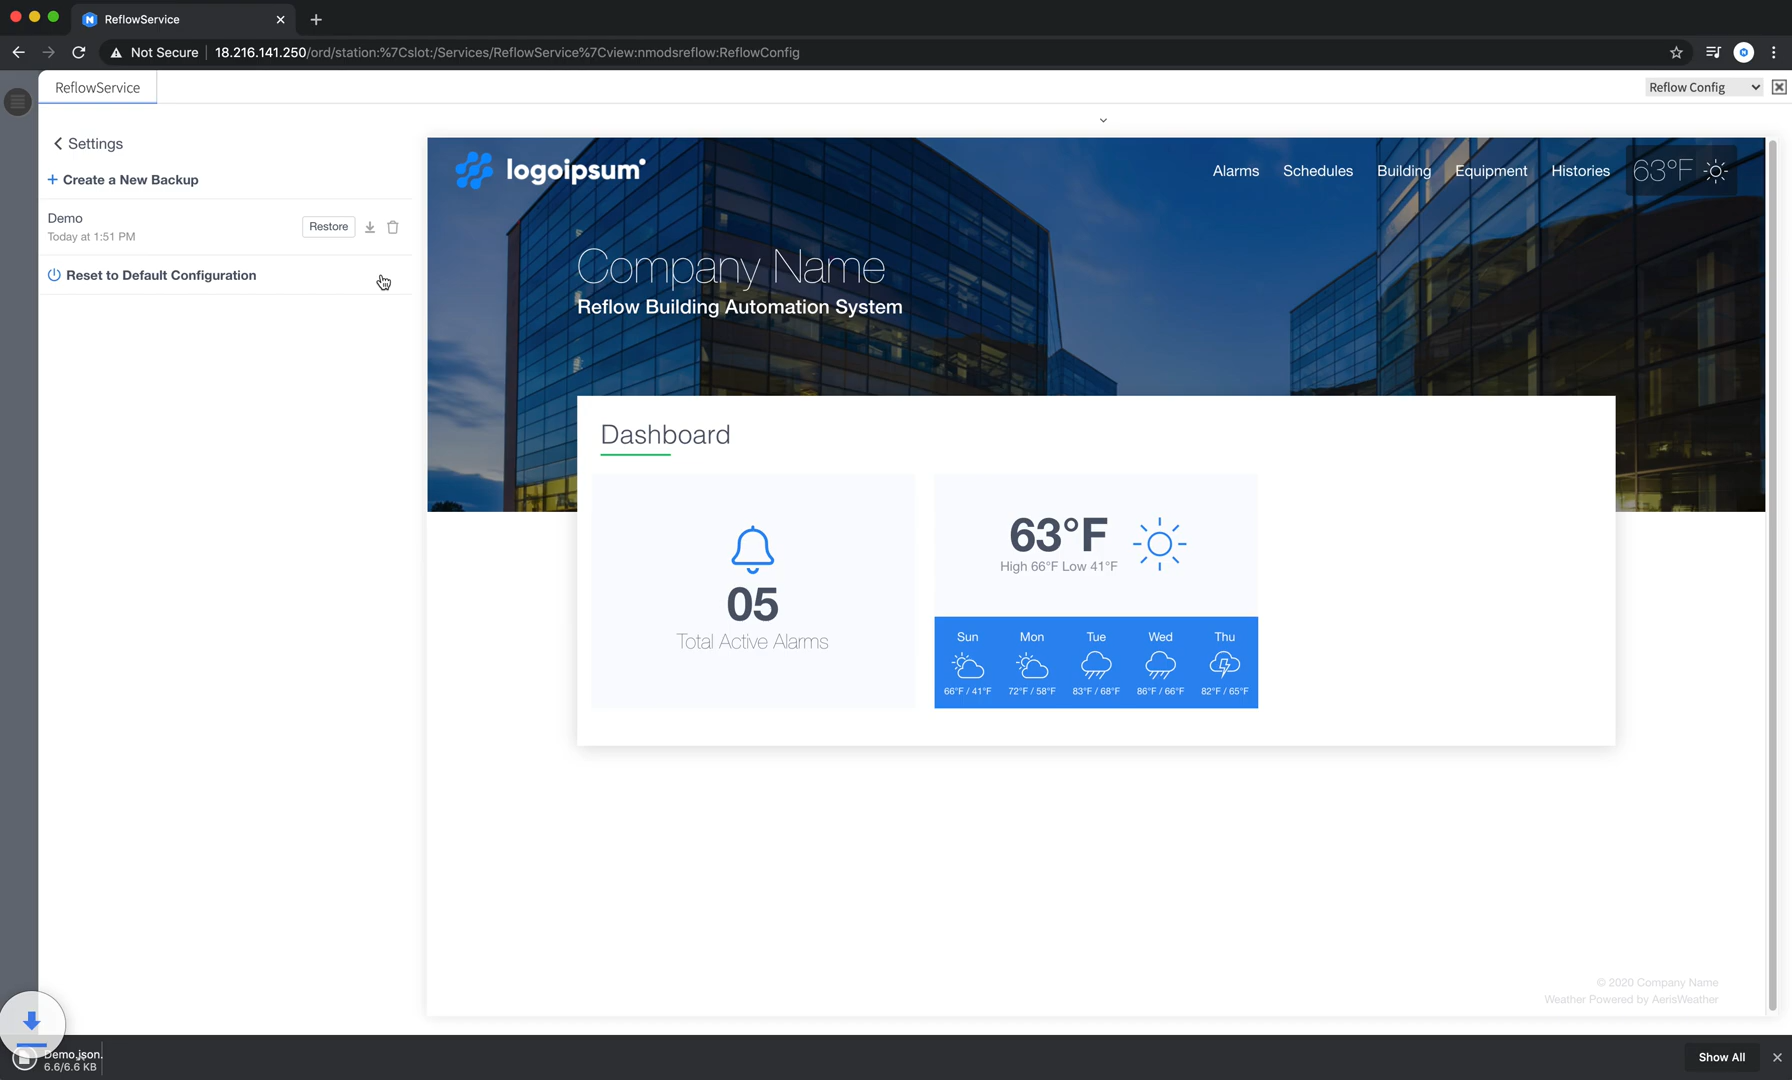 ReflowService
Not Secure
18.216.141.250/ord/station:%7Cslot:/Services/ReflowService%7Cview:nmodsreflow:ReflowConfig
ReflowService
Reflow Config
Settings
+ Create a New Backup
Demo
Today at 1:51 PM
Restore
Reset to Default Configuration
logoipsum
Alarms
Schedules
Building
Equipment
Histories
63°F
Company Name
Reflow Building Automation System
Dashboard
05
Total Active Alarms
63°F
High 66°F Low 41°F
Sun Mon Tue Wed Thu
66°F / 41°F 72°F / 58°F 83°F / 68°F 86°F / 66°F 82°F / 65°F
© 2020 Company Name
Weather Powered by AerisWeather
Demo.json
6.6/6.6 KB
Show All